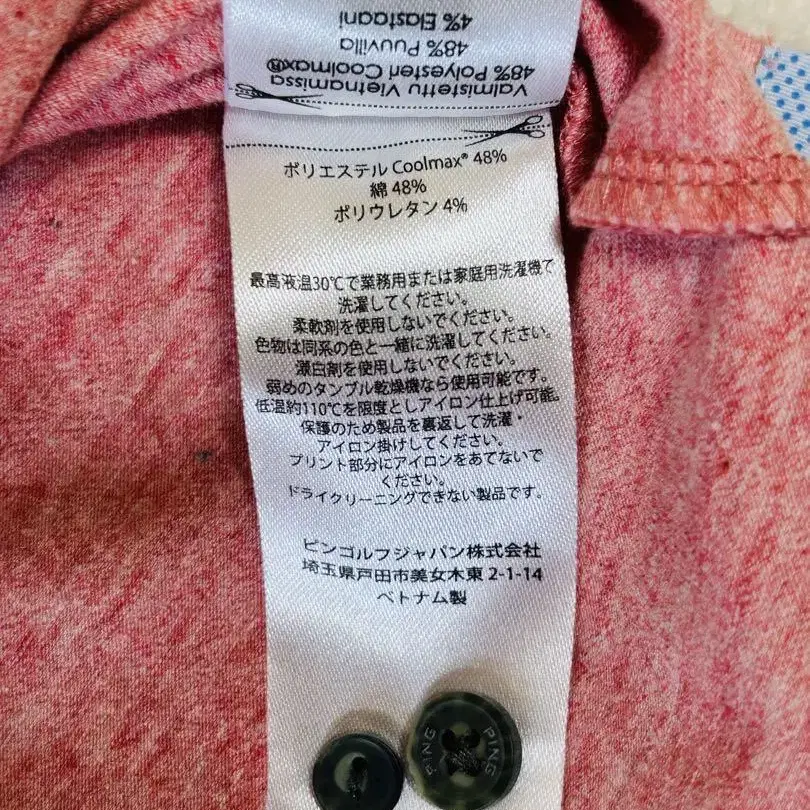 4% Elastaani
48% Puuvilla
48% Polyesteri Coolmax®
Valmistettu Vietnamissa
ポリエステル Coolmax® 48%
綿 48%
ポリウレタン 4%
最高液温30℃で業務用または家庭用洗濯機で
洗濯してください。
柔軟剤を使用しないでください。
色物は同系の色と一緒に洗濯してください。
漂白剤を使用しないでください。
弱めのタンブル乾燥機なら使用可能です。
低温約110℃を限度としアイロン仕上げ可能。
保護のため製品を裏返して洗濯・
アイロン掛けしてください。
プリント部分にアイロンをあてないで
ください。
ドライクリーニングできない製品です。
ピンゴルフジャパン株式会社
埼玉県戸田市美女木東 2-1-14
ベトナム製
PING PING